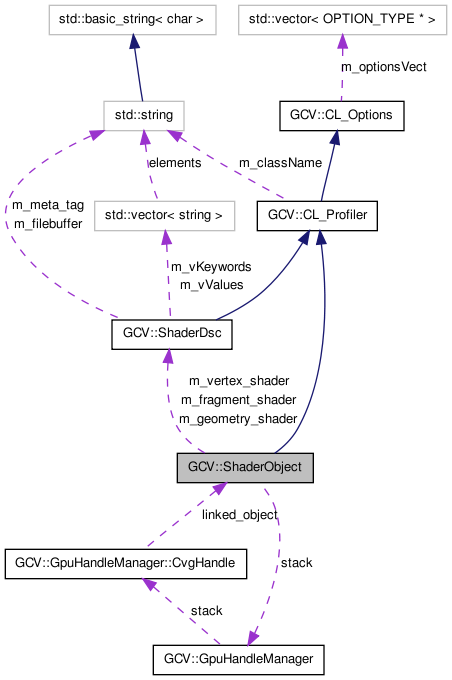 std::basic_string< char >
std::vector< OPTION_TYPE * >
m_optionsVect
std::string
GCV::CL_Options
elements
m_className
m_meta_tag
m_filebuffer
std::vector< string >
GCV::CL_Profiler
m_vKeywords
m_vValues
GCV::ShaderDsc
m_vertex_shader
m_fragment_shader
m_geometry_shader
GCV::ShaderObject
linked_object
GCV::GpuHandleManager::CvgHandle
stack
stack
GCV::GpuHandleManager